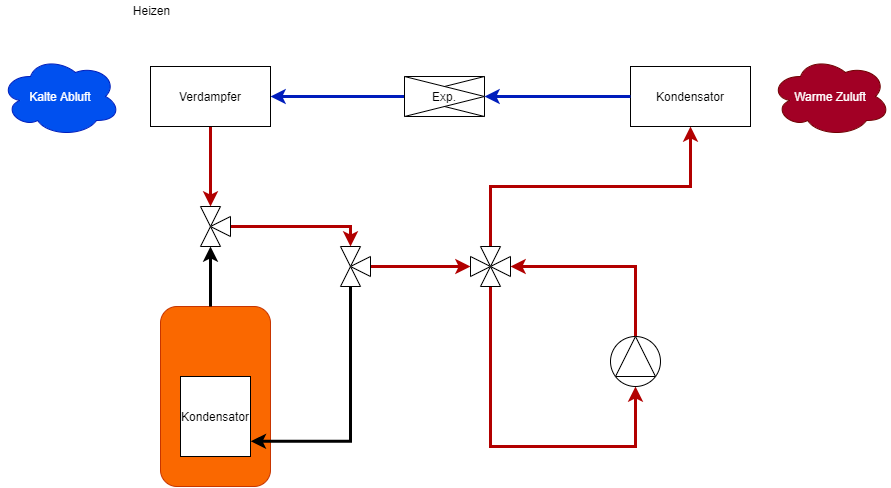 Heizen
Kalte Abluft
Verdampfer
Exp.
Kondensator
Warme Zuluft
Kondensator